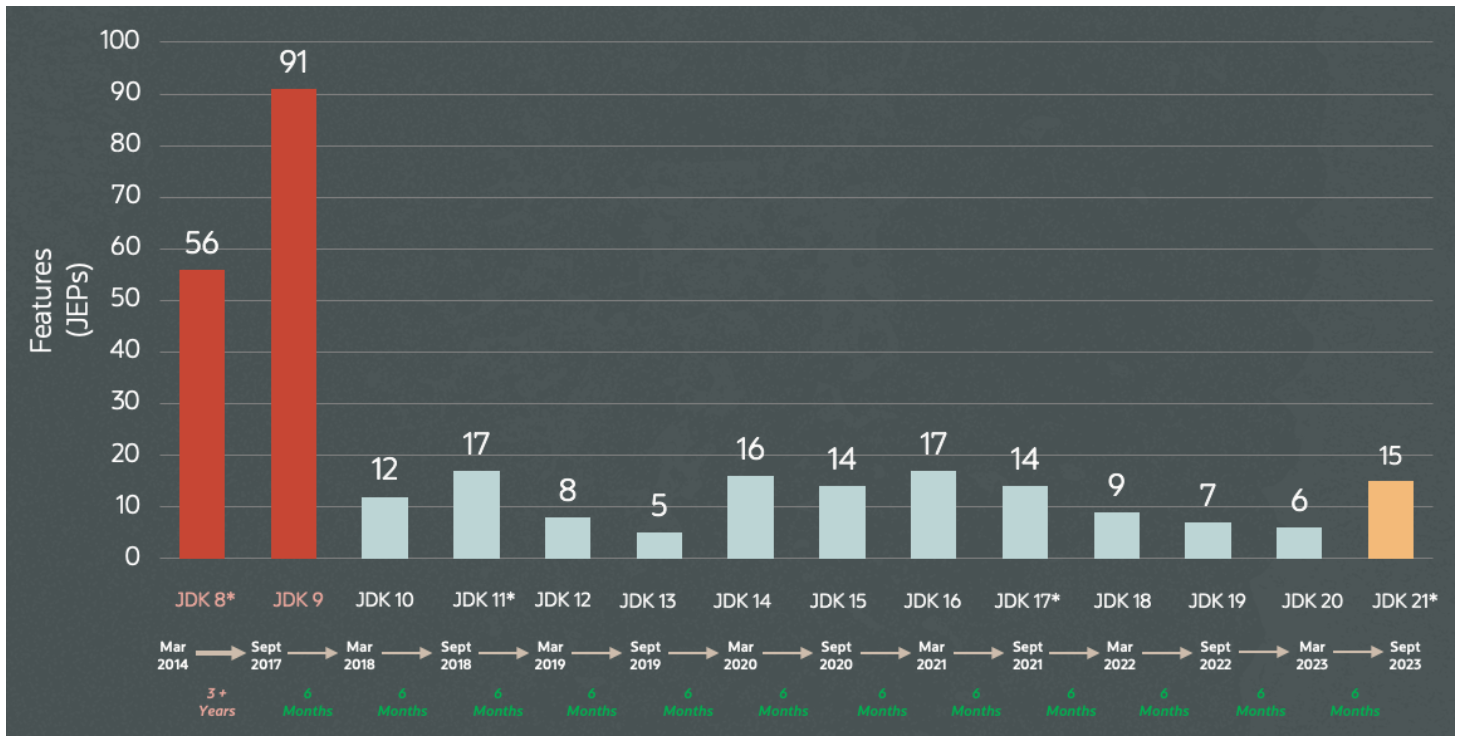 100
91
90
80
70
60
56
50
40
30
20
10
0
Features
(JEPs)
12
17
8
5
16
14
17
14
9
7
6
15
JDK 8*
JDK 9
JDK 10
JDK 11*
JDK 12
JDK 13
JDK 14
JDK 15
JDK 16
JDK 17*
JDK 18
JDK 19
JDK 20
JDK 21*
Mar
2014
Sept
2017
Mar
2018
Sept
2018
Mar
2019
Sept
2019
Mar
2020
Sept
2020
Mar
2021
Sept
2021
Mar
2022
Sept
2022
Mar
2023
Sept
2023
3 +
Years
6
Months
6
Months
6
Months
6
Months
6
Months
6
Months
6
Months
6
Months
6
Months
6
Months
6
Months
6
Months